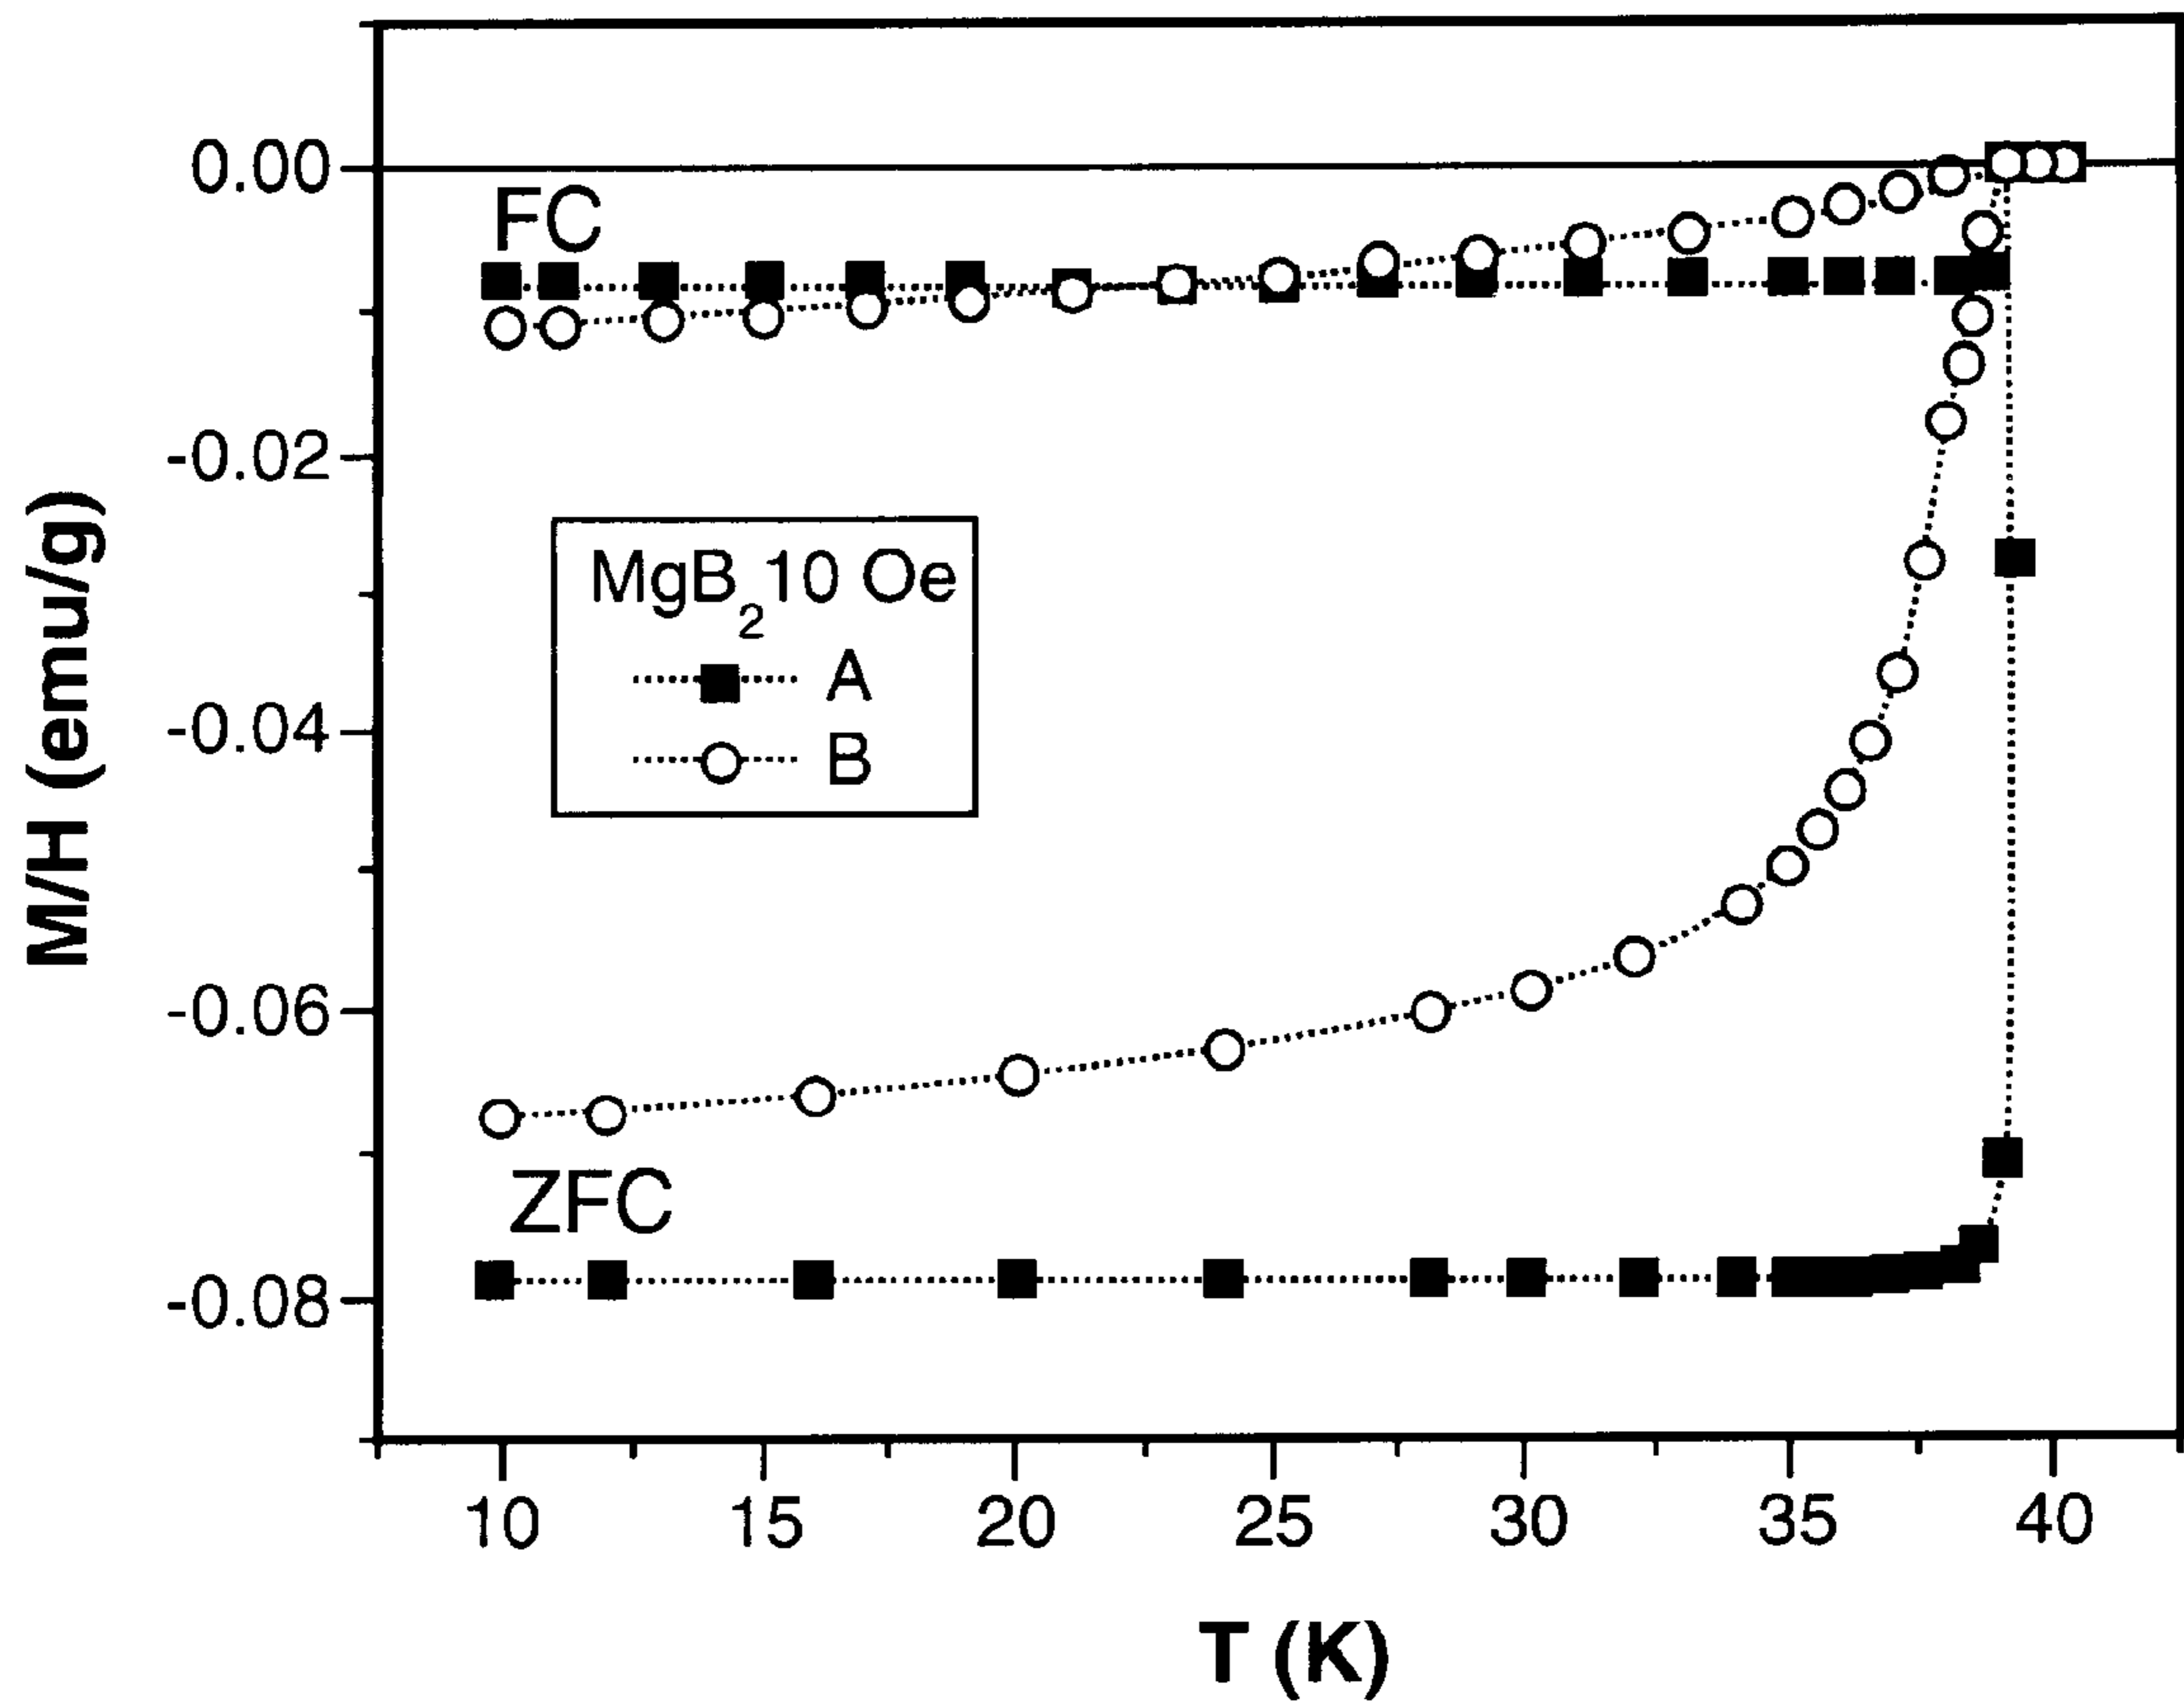 M/H (emu/g)
0.00
-0.02
-0.04
-0.06
-0.08
FC
MgB₂10 Oe
A
B
ZFC
10 15 20 25 30 35 40
T (K)